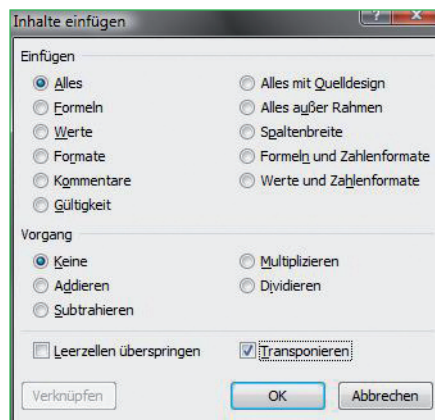 Inhalte einfügen
Einfügen
Alles
Alles mit Quelldesign
Formeln
Alles außer Rahmen
Werte
Spaltenbreite
Formate
Formeln und Zahlenformate
Kommentare
Werte und Zahlenformate
Gültigkeit
Vorgang
Keine
Multiplizieren
Addieren
Dividieren
Subtrahieren
Leerzellen überspringen
Transponieren
Verknüpfen
OK
Abbrechen